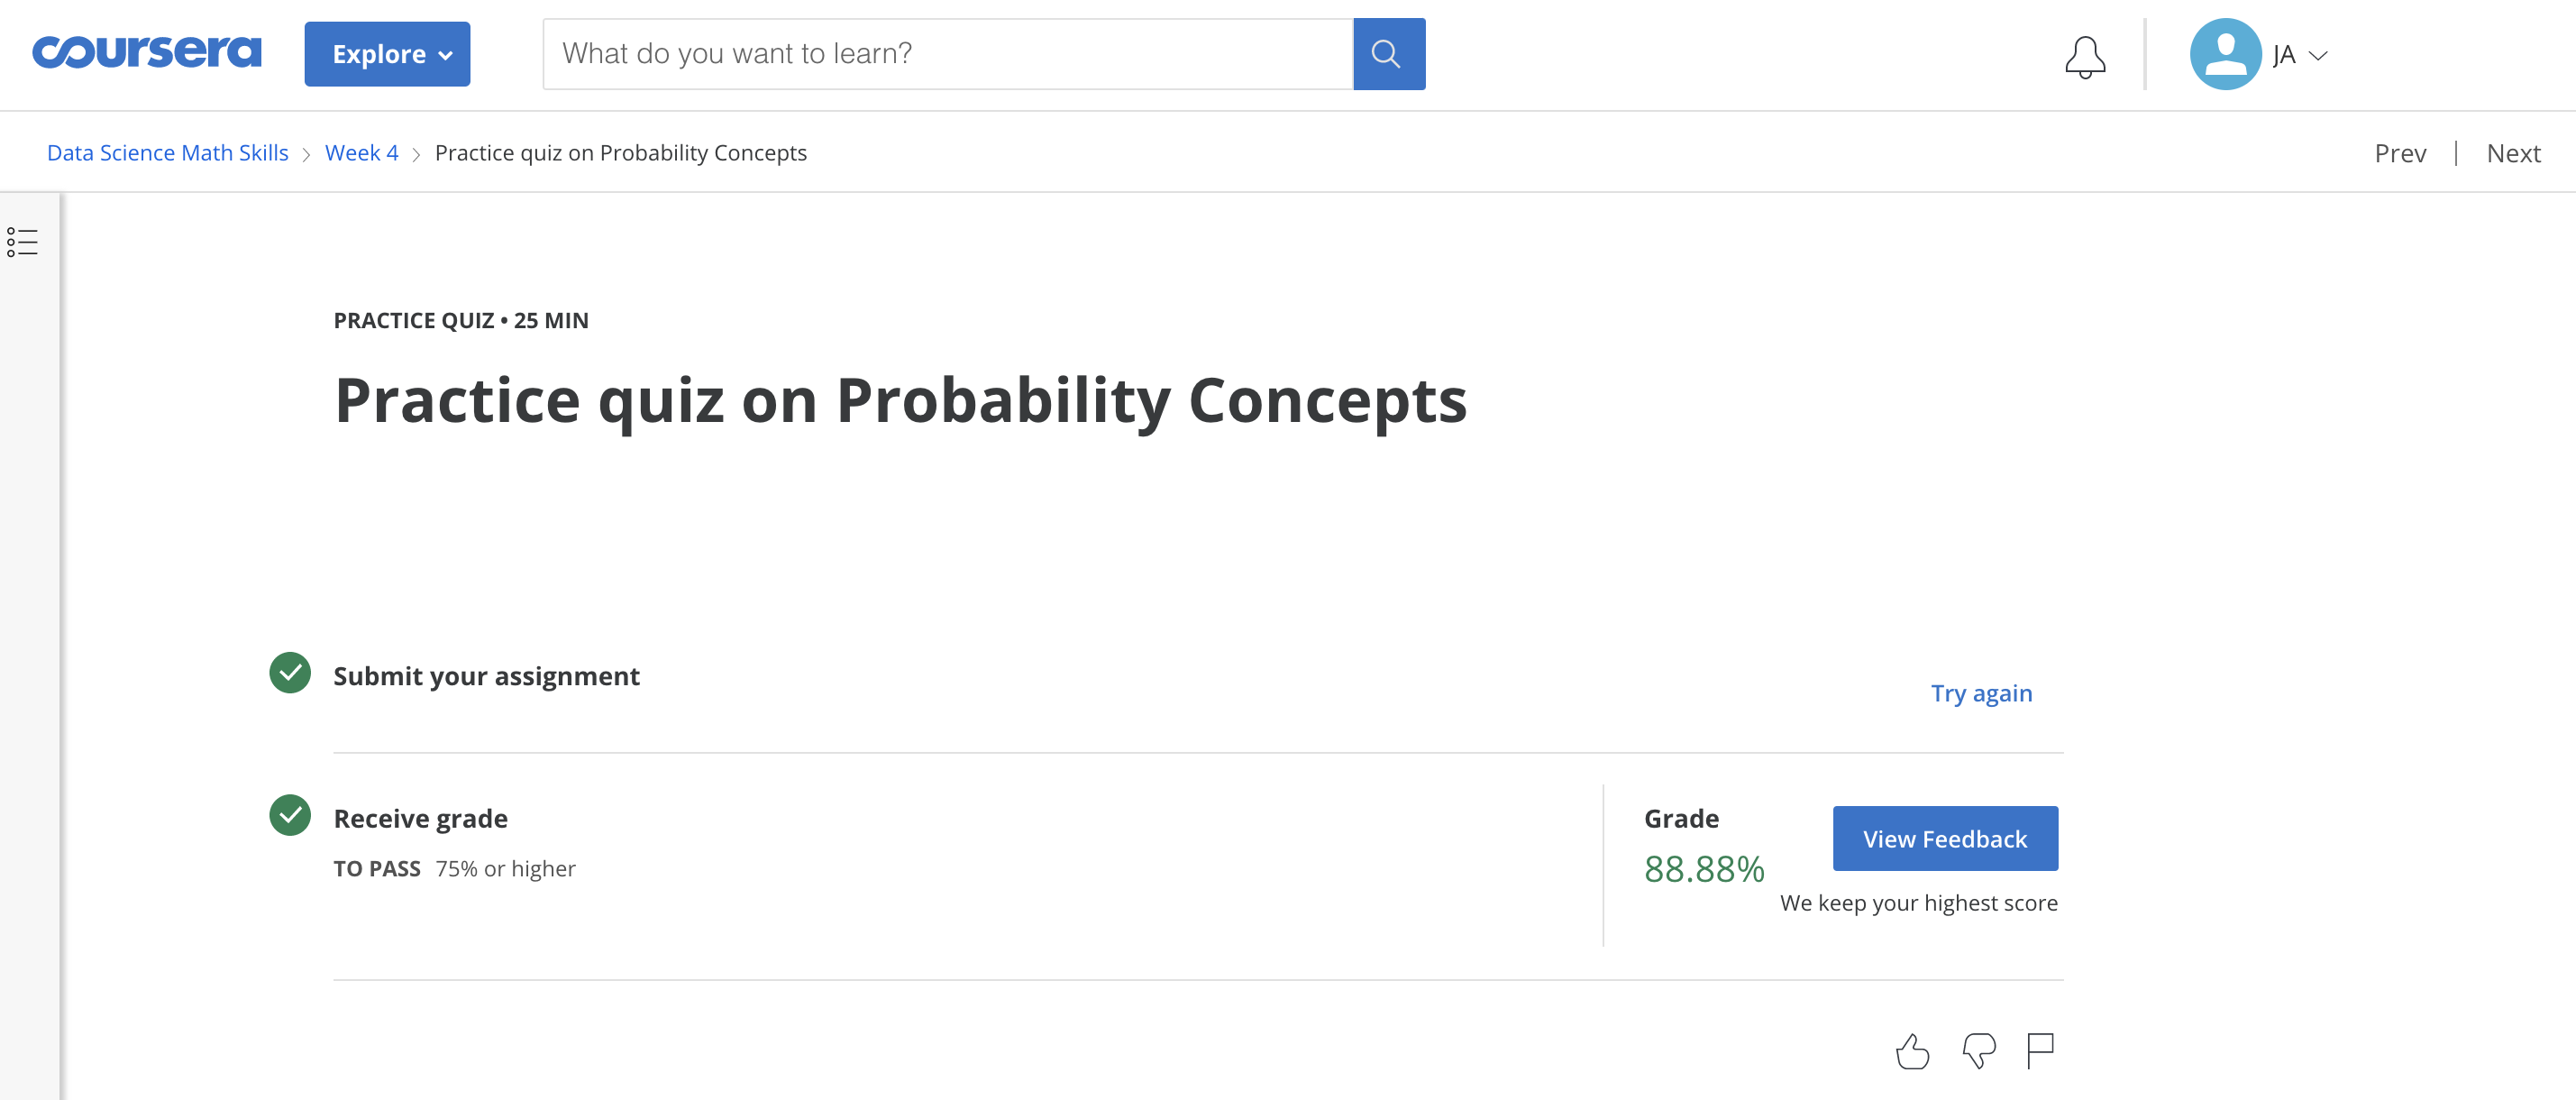 coursera
Explore
What do you want to learn?
JA
Data Science Math Skills > Week 4 > Practice quiz on Probability Concepts
Prev | Next
PRACTICE QUIZ • 25 MIN
Practice quiz on Probability Concepts
Submit your assignment
Try again
Receive grade
TO PASS 75% or higher
Grade
88.88%
View Feedback
We keep your highest score